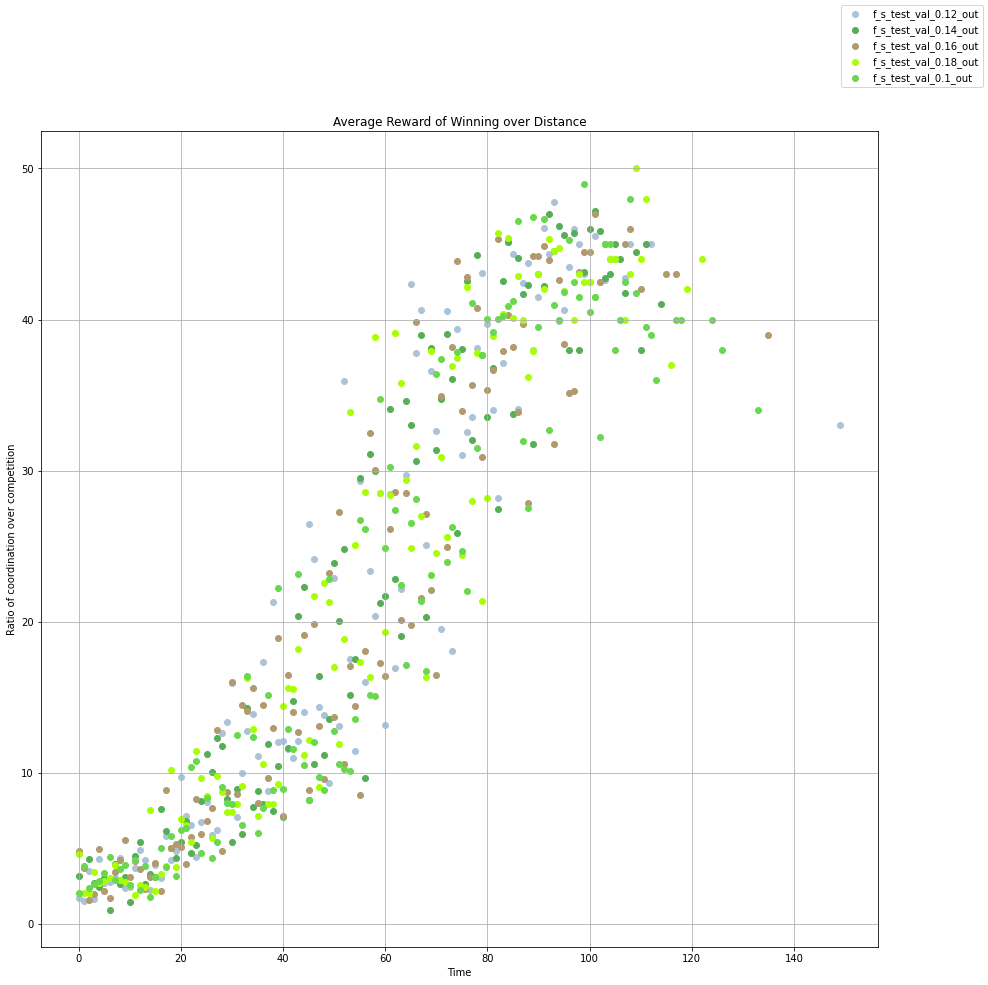 f_s_test_val_0.12_out
f_s_test_val_0.14_out
f_s_test_val_0.16_out
f_s_test_val_0.18_out
f_s_test_val_0.1_out
Average Reward of Winning over Distance
50
40
30
20
10
0
Ratio of coordination over competition
0 20 40 60 80 100 120 140
Time